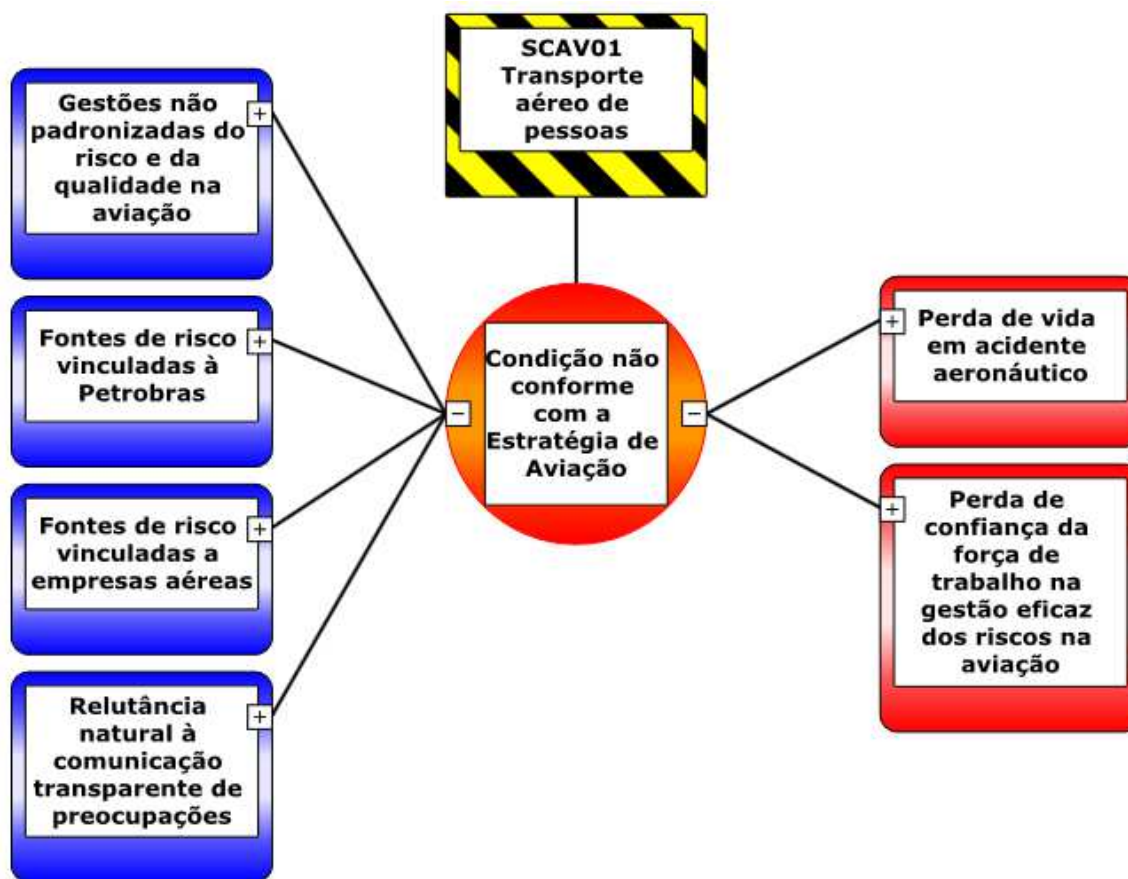 SCAV01
Transporte
aéreo de
pessoas
Gestões não
padronizadas do
risco e da
qualidade na
aviação
Fontes de risco
vinculadas à
Petrobras
Fontes de risco
vinculadas a
empresas aéreas
Relutância
natural à
comunicação
transparente de
preocupações
Condição não
conforme
com a
Estratégia de
Aviação
Perda de vida
em acidente
aeronáutico
Perda de
confiança da
força de
trabalho na
gestão eficaz
dos riscos na
aviação